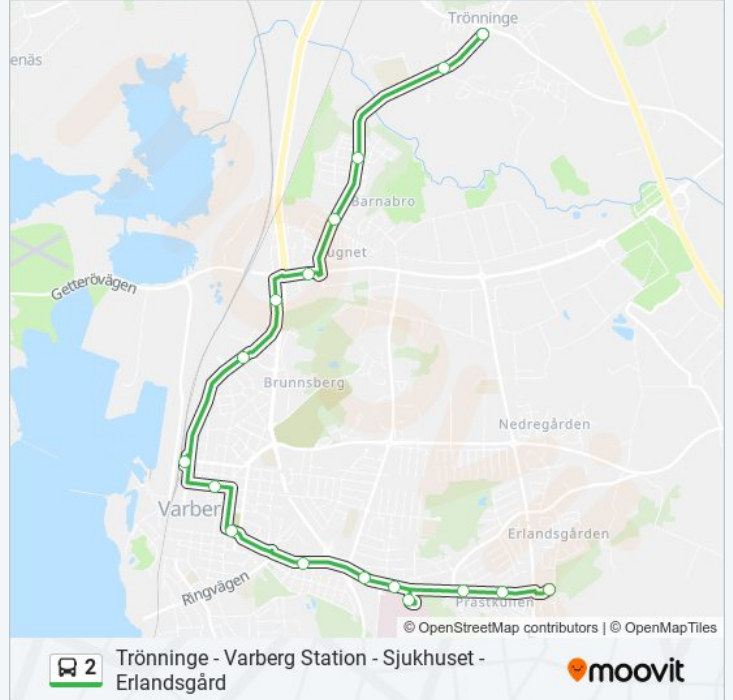 Trönninge
enäs
Barnabro
ugnet
Getterövägen
Brunnsberg
Nedregården
Varber
Erlandsgården
Ringvägen
Prästkullen
© OpenStreetMap contributors | © OpenMapTiles
2
Trönninge - Varberg Station - Sjukhuset -
Erlandsgård
moovit